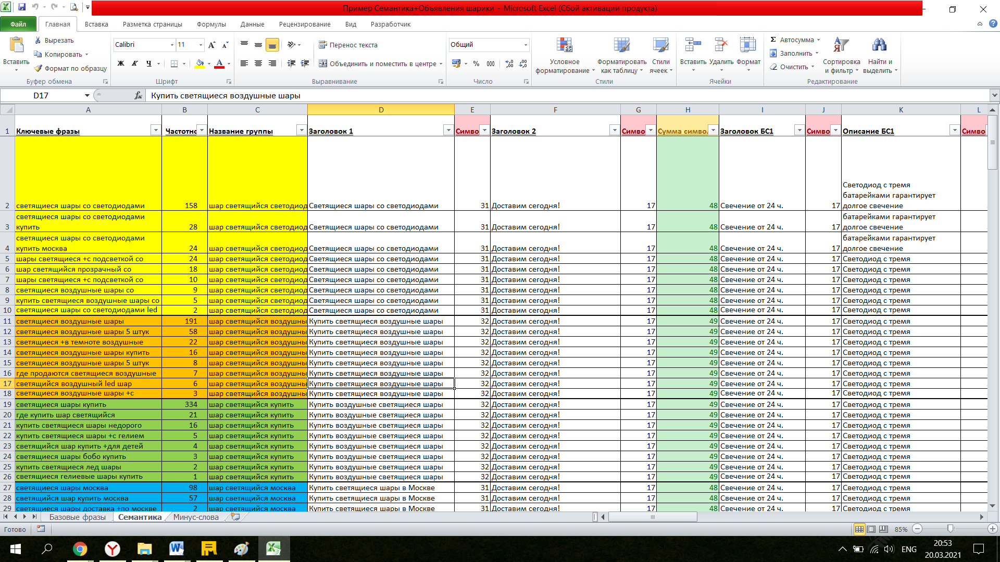 Пример Семантика+Объявления шарики - Microsoft Excel (Сбой активации продукта)
Файл Главная Вставка Разметка страницы Формулы Данные Рецензирование Вид Разработчик
Вставить
Вырезать
Копировать
Формат по образцу
Буфер обмена
Calibri 11
Ж К Ч А
Шрифт
Перенос текста
Объединить и поместить в центре
Выравнивание
Общий
% 000
Число
Условное форматирование
Форматировать как таблицу
Стили ячеек
Стили
Вставить Удалить Формат
Ячейки
Автосумма
Заполнить
Очистить
Сортировка и фильтр
Найти и выделить
Редактирование
D17 fx Купить светящиеся воздушные шары
A B C D E F G H I J K L
1 Ключевые фразы Частотнс Название группы Заголовок 1 Симво Заголовок 2 Симво Сумма симво. Заголовок БС1 Симво Описание БС1 Симво
2 светящиеся шары со светодиодами 158 шар светящийся светодиод Светящиеся шары со светодиодами 31 Доставим сегодня! 17 48 Свечение от 24 ч. 17 Светодиод с тремя батарейками гарантирует долгое свечение
3 светящиеся шары со светодиодами купить 28 шар светящийся светодиод Светящиеся шары со светодиодами 31 Доставим сегодня! 17 48 Свечение от 24 ч. 17 батарейками гарантирует долгое свечение
4 светящиеся шары со светодиодами купить москва 24 шар светящийся светодиод Светящиеся шары со светодиодами 31 Доставим сегодня! 17 48 Свечение от 24 ч. 17 батарейками гарантирует долгое свечение
5 шары светящиеся +с подсветкой со 24 шар светящийся светодиод Светящиеся шары со светодиодами 31 Доставим сегодня! 17 48 Свечение от 24 ч. 17 Светодиод с тремя
6 шар светящийся прозрачный со 18 шар светящийся светодиод Светящиеся шары со светодиодами 31 Доставим сегодня! 17 48 Свечение от 24 ч. 17 Светодиод с тремя
7 шары светящиеся +с подсветкой со 10 шар светящийся светодиод Светящиеся шары со светодиодами 31 Доставим сегодня! 17 48 Свечение от 24 ч. 17 Светодиод с тремя
8 светящиеся воздушные шары со 9 шар светящийся светодиод Светящиеся шары со светодиодами 31 Доставим сегодня! 17 48 Свечение от 24 ч. 17 Светодиод с тремя
9 купить светящиеся воздушные шары со 5 шар светящийся светодиод Светящиеся шары со светодиодами 31 Доставим сегодня! 17 48 Свечение от 24 ч. 17 Светодиод с тремя
10 светящиеся шары со светодиодами led 2 шар светящийся светодиод Светящиеся шары со светодиодами 31 Доставим сегодня! 17 48 Свечение от 24 ч. 17 Светодиод с тремя
11 светящиеся воздушные шары 191 шар светящийся воздушны Купить светящиеся воздушные шары 32 Доставим сегодня! 17 49 Свечение от 24 ч. 17 Светодиод с тремя
12 светящиеся воздушные шары 5 штук 58 шар светящийся воздушны Купить светящиеся воздушные шары 32 Доставим сегодня! 17 49 Свечение от 24 ч. 17 Светодиод с тремя
13 светящиеся +в темноте воздушные 22 шар светящийся воздушны Купить светящиеся воздушные шары 32 Доставим сегодня! 17 49 Свечение от 24 ч. 17 Светодиод с тремя
14 светящиеся воздушные шары купить 16 шар светящийся воздушны Купить светящиеся воздушные шары 32 Доставим сегодня! 17 49 Свечение от 24 ч. 17 Светодиод с тремя
15 светящиеся воздушные шары 5 штук 8 шар светящийся воздушны Купить светящиеся воздушные шары 32 Доставим сегодня! 17 49 Свечение от 24 ч. 17 Светодиод с тремя
16 где продаются светящиеся воздушные 7 шар светящийся воздушны Купить светящиеся воздушные шары 32 Доставим сегодня! 17 49 Свечение от 24 ч. 17 Светодиод с тремя
17 светящийся воздушный led шар 6 шар светящийся воздушны Купить светящиеся воздушные шары 32 Доставим сегодня! 17 49 Свечение от 24 ч. 17 Светодиод с тремя
18 светящиеся воздушные шары +с 3 шар светящийся воздушны Купить светящиеся воздушные шары 32 Доставим сегодня! 17 49 Свечение от 24 ч. 17 Светодиод с тремя
19 светящиеся шары купить 334 шар светящийся купить Купить воздушные светящиеся шары 32 Доставим сегодня! 17 49 Свечение от 24 ч. 17 Светодиод с тремя
20 где купить шар светящийся 21 шар светящийся купить Купить воздушные светящиеся шары 32 Доставим сегодня! 17 49 Свечение от 24 ч. 17 Светодиод с тремя
21 купить светящиеся шары недорого 16 шар светящийся купить Купить воздушные светящиеся шары 32 Доставим сегодня! 17 49 Свечение от 24 ч. 17 Светодиод с тремя
22 купить светящиеся шары +с гелием 5 шар светящийся купить Купить воздушные светящиеся шары 32 Доставим сегодня! 17 49 Свечение от 24 ч. 17 Светодиод с тремя
23 светящийся шар купить +для детей 4 шар светящийся купить Купить воздушные светящиеся шары 32 Доставим сегодня! 17 49 Свечение от 24 ч. 17 Светодиод с тремя
24 светящиеся шары бобо купить 3 шар светящийся купить Купить воздушные светящиеся шары 32 Доставим сегодня! 17 49 Свечение от 24 ч. 17 Светодиод с тремя
25 купить светящиеся лед шары 2 шар светящийся купить Купить воздушные светящиеся шары 32 Доставим сегодня! 17 49 Свечение от 24 ч. 17 Светодиод с тремя
26 светящиеся гелиевые шары купить 1 шар светящийся купить Купить воздушные светящиеся шары 32 Доставим сегодня! 17 49 Свечение от 24 ч. 17 Светодиод с тремя
27 светящиеся шары москва 98 шар светящийся москва Купить светящиеся шары в Москве 31 Доставим сегодня! 17 48 Свечение от 24 ч. 17 Светодиод с тремя
28 светящийся шар купить москва 57 шар светящийся москва Купить светящиеся шары в Москве 31 Доставим сегодня! 17 48 Свечение от 24 ч. 17 Светодиод с тремя
29 светящиеся шары доставка +по москве 2 шар светящийся москва Купить светящиеся шары в Москве 31 Доставим сегодня! 17 48 Свечение от 24 ч. 17 Светодиод с тремя
Базовые фразы Семантика Минус-слова
Готово 85%
ENG 20:53
20.03.2021